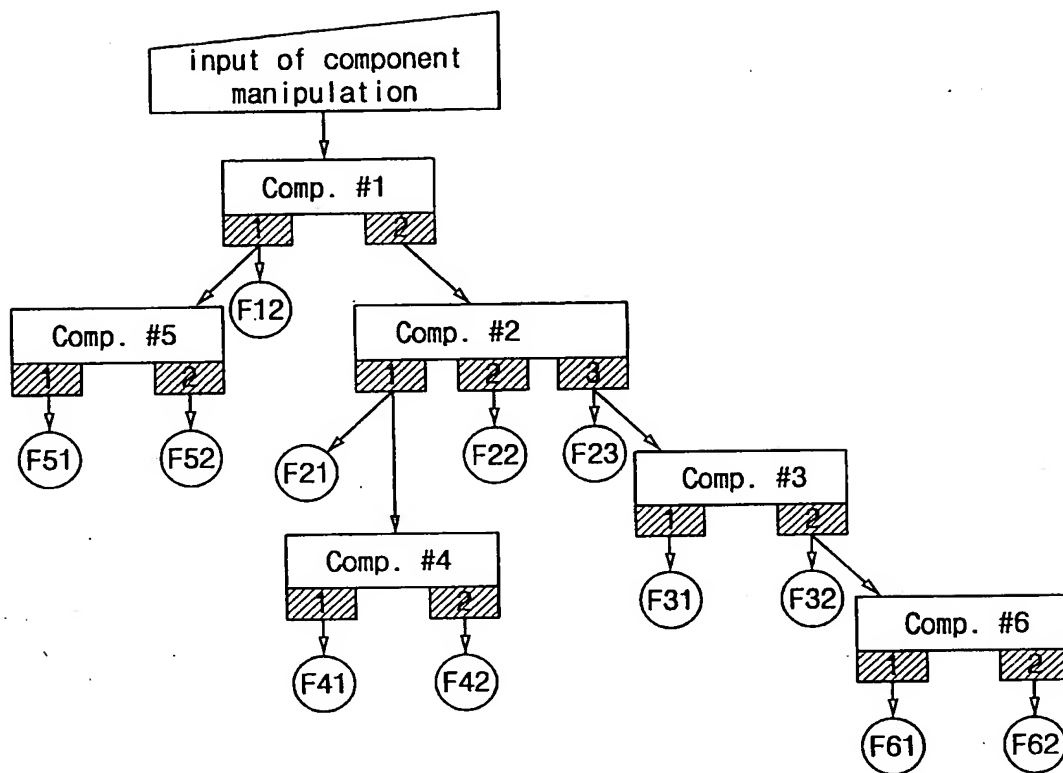 input of component
manipulation
Comp. #1
1 2
F12
Comp. #5
Comp. #2
1 2
1 2 3
F51
F52
F21
F22
F23
Comp. #3
1 2
Comp. #4
1 2
F31
F32
Comp. #6
1 2
F41
F42
F61
F62